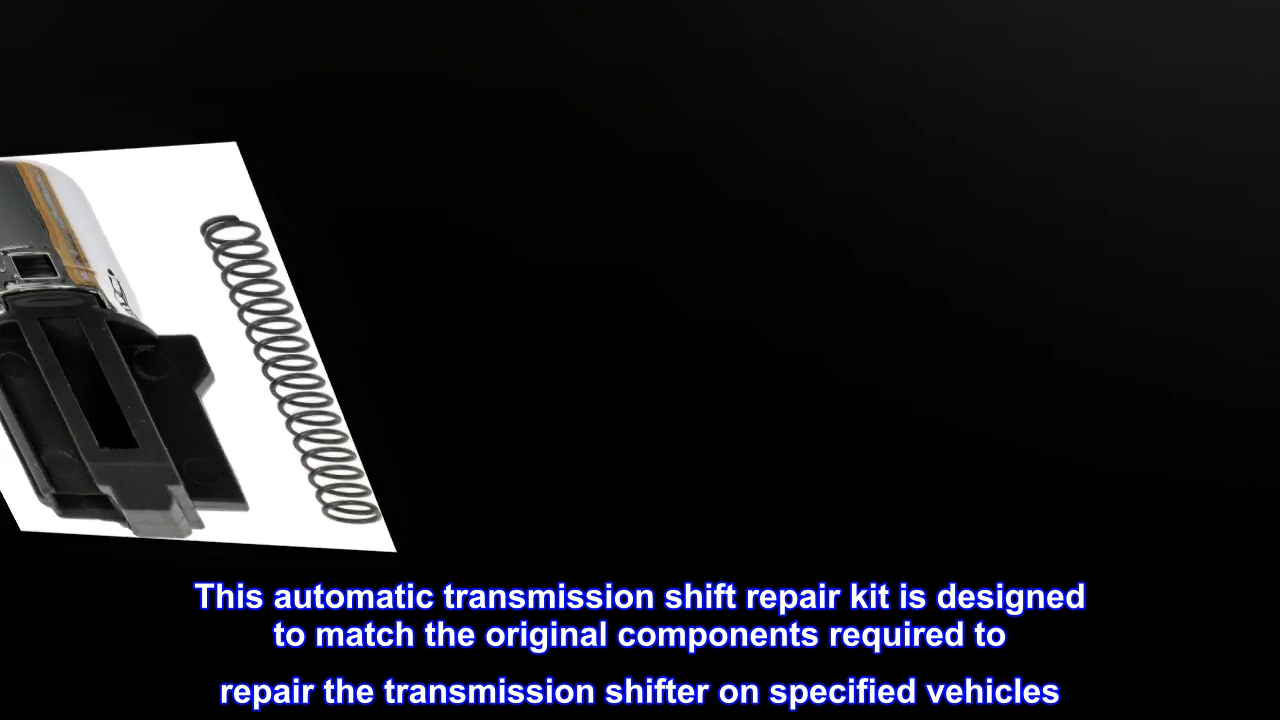 This automatic transmission shift repair kit is designed
to match the original components required to
repair the transmission shifter on specified vehicles